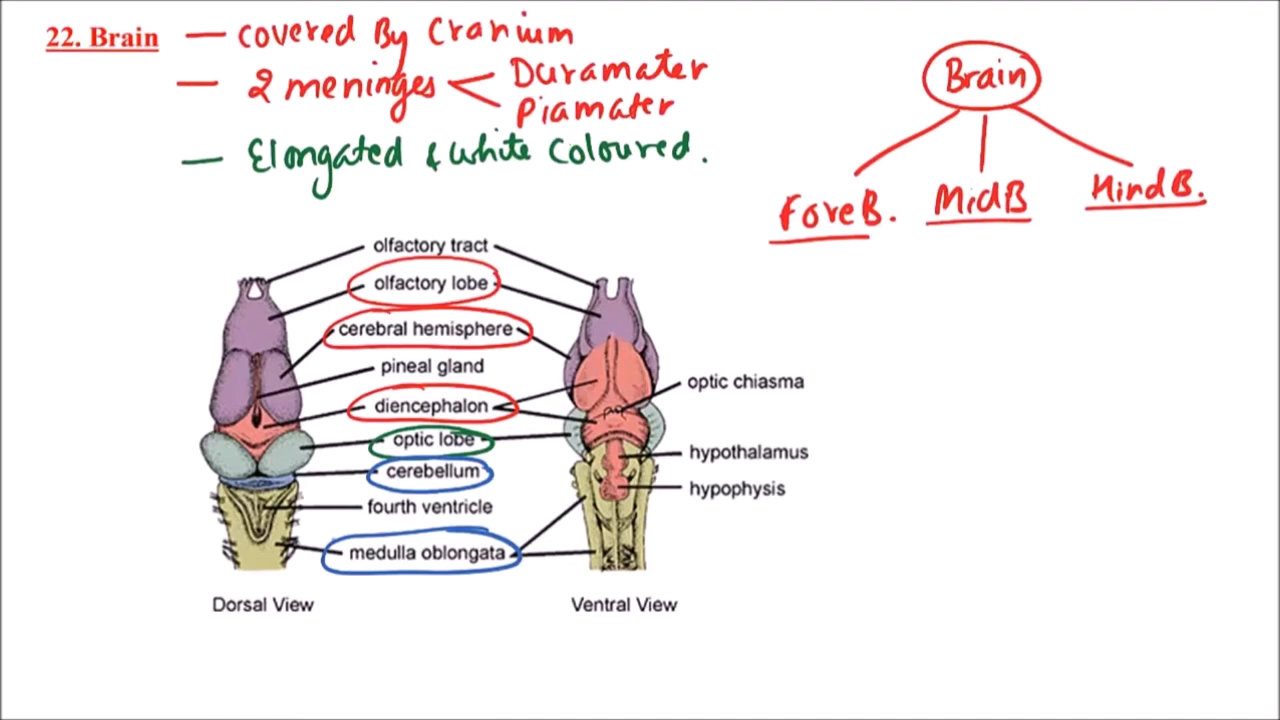 22. Brain — covered By Cranium
— 2 meninges < Duramater
Piamater
— Elongated & white Coloured.
Brain
ForeB. MidB HindB.
olfactory tract
olfactory lobe
cerebral hemisphere
pineal gland
diencephalon
optic lobe
cerebellum
fourth ventricle
medulla oblongata
optic chiasma
hypothalamus
hypophysis
Dorsal View
Ventral View